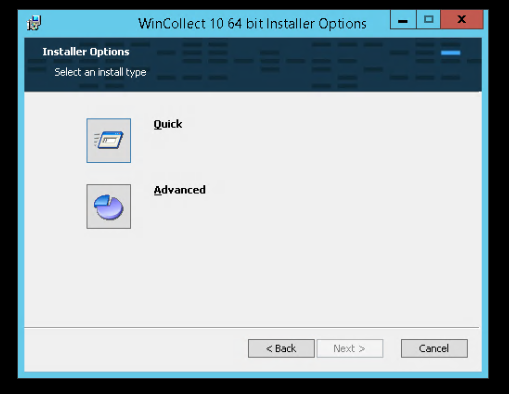 WinCollect 10 64 bit Installer Options
Installer Options
Select an install type
Quick
Advanced
< Back Next > Cancel